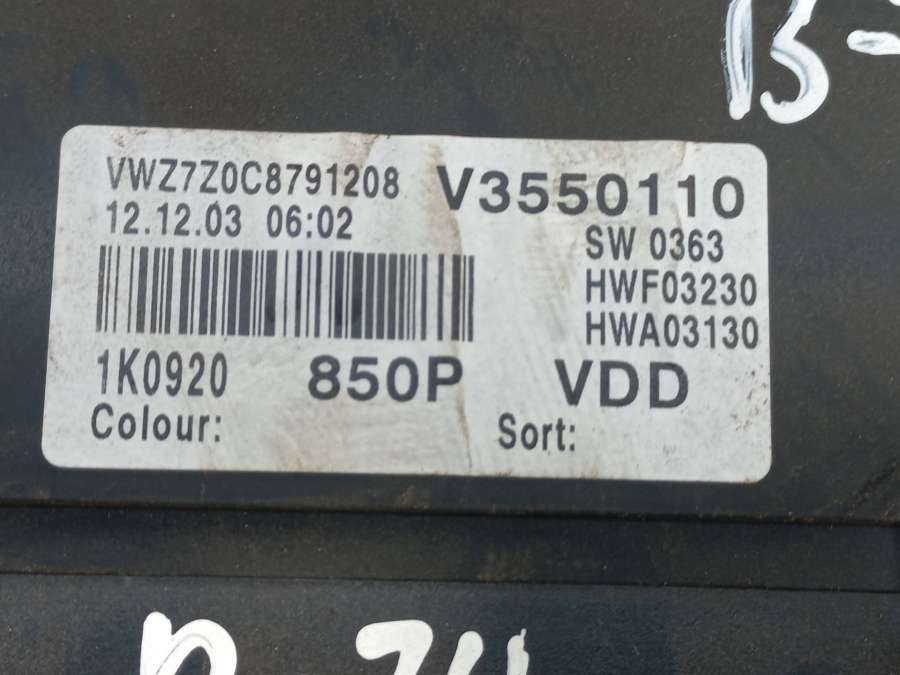 VWZ7Z0C8791208 V3550110
12.12.03 06:02
SW 0363
HWF03230
HWA03130
1K0920 850P VDD
Colour: Sort: